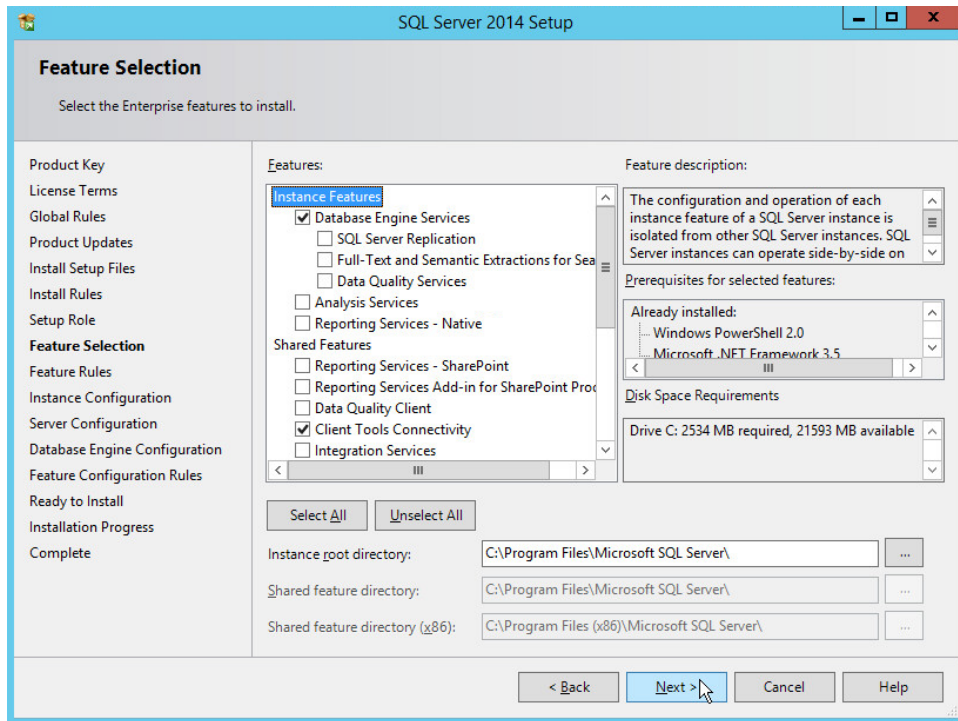 SQL Server 2014 Setup
Feature Selection
Select the Enterprise features to install.
Product Key
License Terms
Global Rules
Product Updates
Install Setup Files
Install Rules
Setup Role
Feature Selection
Feature Rules
Instance Configuration
Server Configuration
Database Engine Configuration
Feature Configuration Rules
Ready to Install
Installation Progress
Complete
Features:
Instance Features
Database Engine Services
SQL Server Replication
Full-Text and Semantic Extractions for Sea
Data Quality Services
Analysis Services
Reporting Services - Native
Shared Features
Reporting Services - SharePoint
Reporting Services Add-in for SharePoint Proc
Data Quality Client
Client Tools Connectivity
Integration Services
Select All
Unselect All
Feature description:
The configuration and operation of each
instance feature of a SQL Server instance is
isolated from other SQL Server instances. SQL
Server instances can operate side-by-side on
Prerequisites for selected features:
Already installed:
Windows PowerShell 2.0
Microsoft .NET Framework 3.5
Disk Space Requirements
Drive C: 2534 MB required, 21593 MB available
Instance root directory:
C:\Program Files\Microsoft SQL Server\
...
Shared feature directory:
C:\Program Files\Microsoft SQL Server\
...
Shared feature directory (x86):
C:\Program Files (x86)\Microsoft SQL Server\
...
< Back
Next >
Cancel
Help